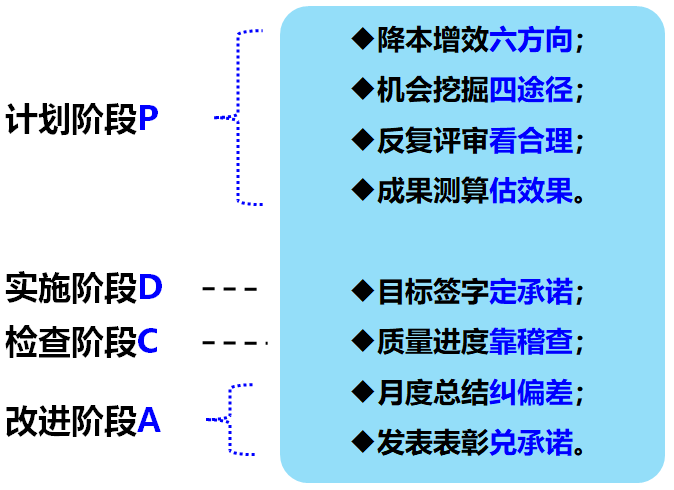 计划阶段P
◆降本增效六方向；
◆机会挖掘四途径；
◆反复评审看合理；
◆成果测算估效果。
实施阶段D
◆目标签字定承诺；
检查阶段C
◆质量进度靠稽查；
改进阶段A
◆月度总结纠偏差；
◆发表表彰兑承诺。